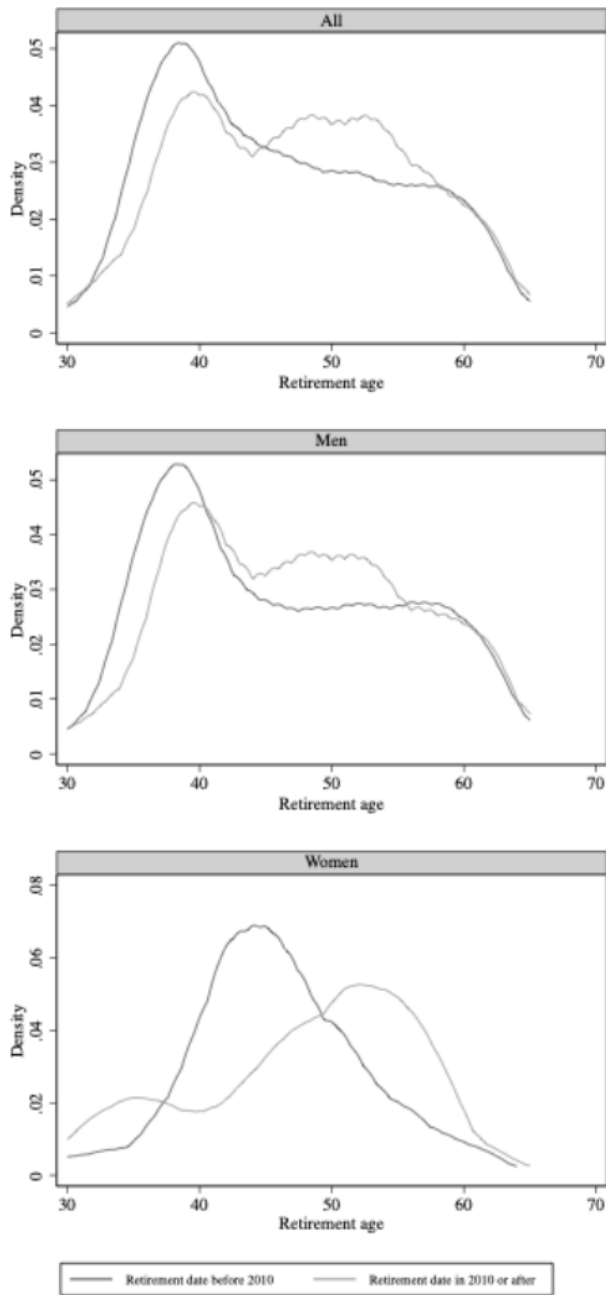 All
.05
.04
.03
.02
.01
0
Density
30 40 50 60 70
Retirement age
Men
.05
.04
.03
.02
.01
0
Density
30 40 50 60 70
Retirement age
Women
.08
.06
.04
.02
0
Density
30 40 50 60 70
Retirement age
Retirement date before 2010 Retirement date in 2010 or after